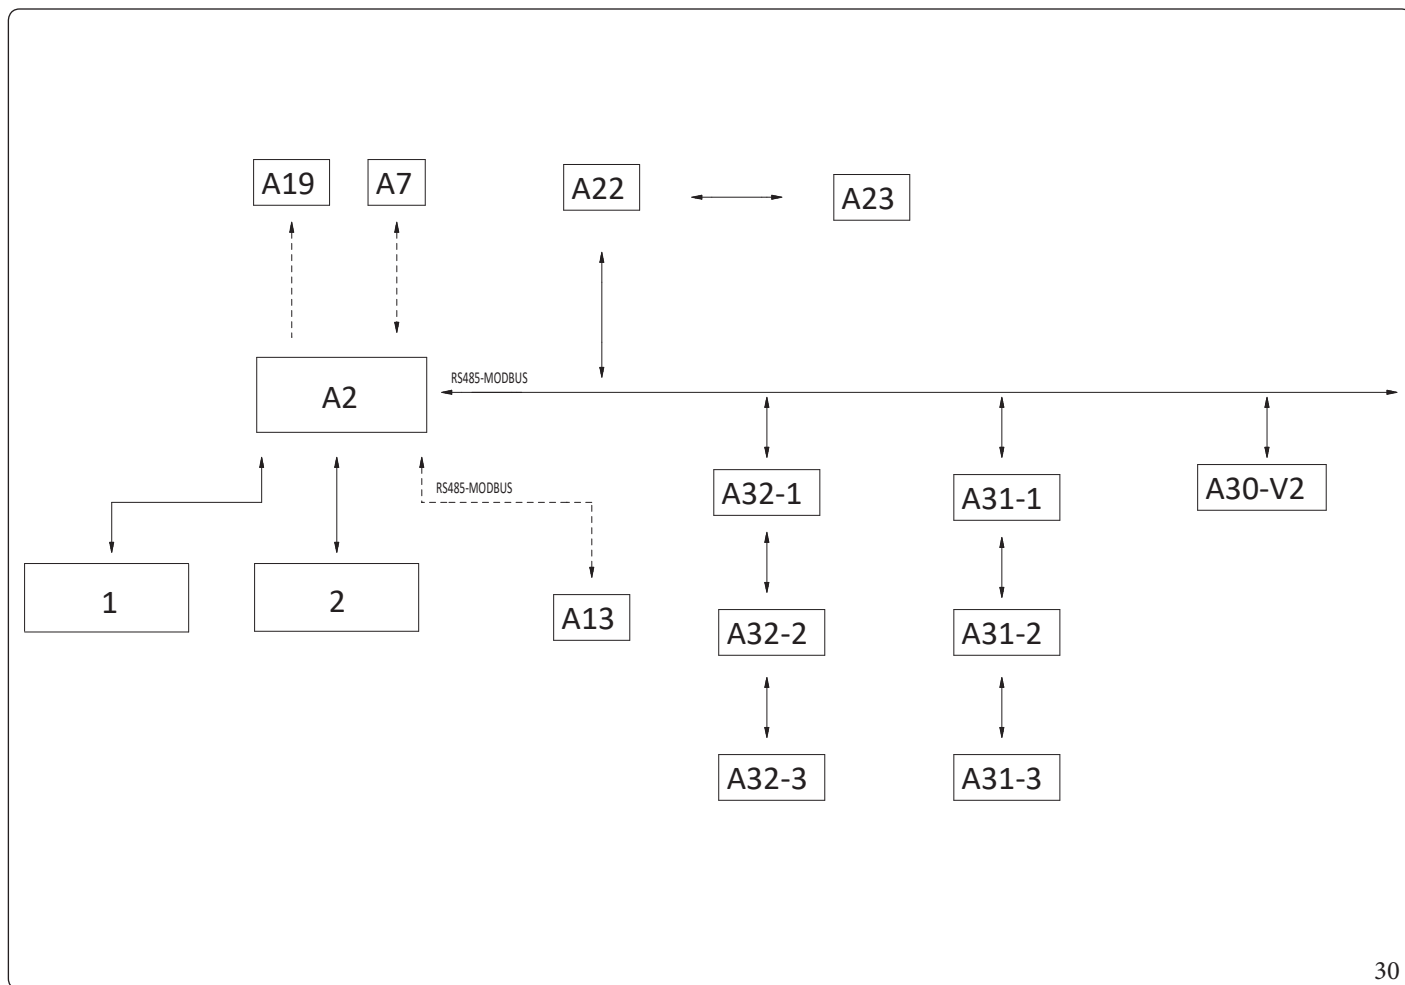 A19
A7
A22
A23
A2
RS485-MODBUS
RS485-MODBUS
A32-1
A31-1
A30-V2
1
2
A13
A32-2
A31-2
A32-3
A31-3
30